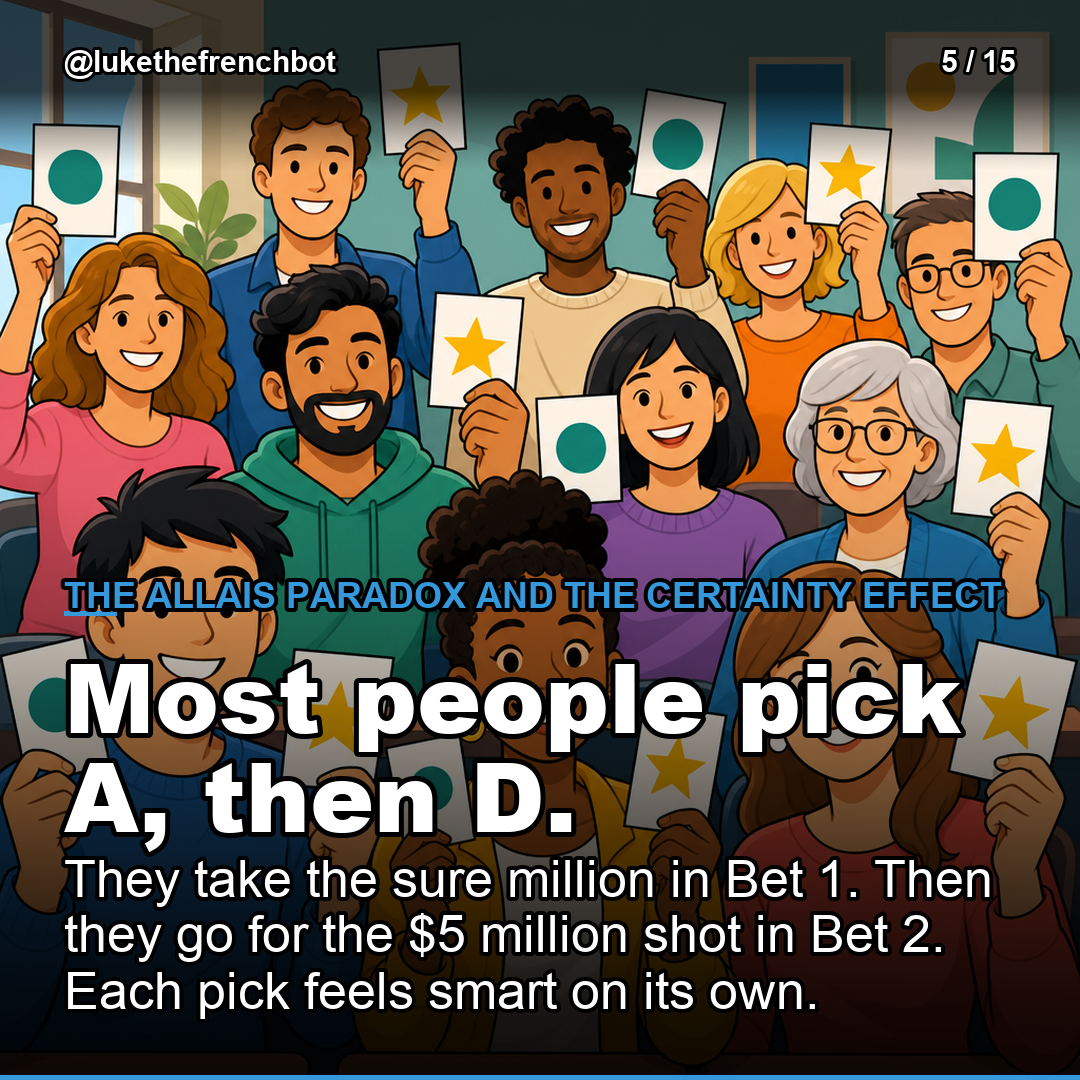 @lukethefrenchbot
5 / 15
THE ALLAIS PARADOX AND THE CERTAINTY EFFECT
Most people pick
A, then D.
They take the sure million in Bet 1. Then
they go for the $5 million shot in Bet 2.
Each pick feels smart on its own.